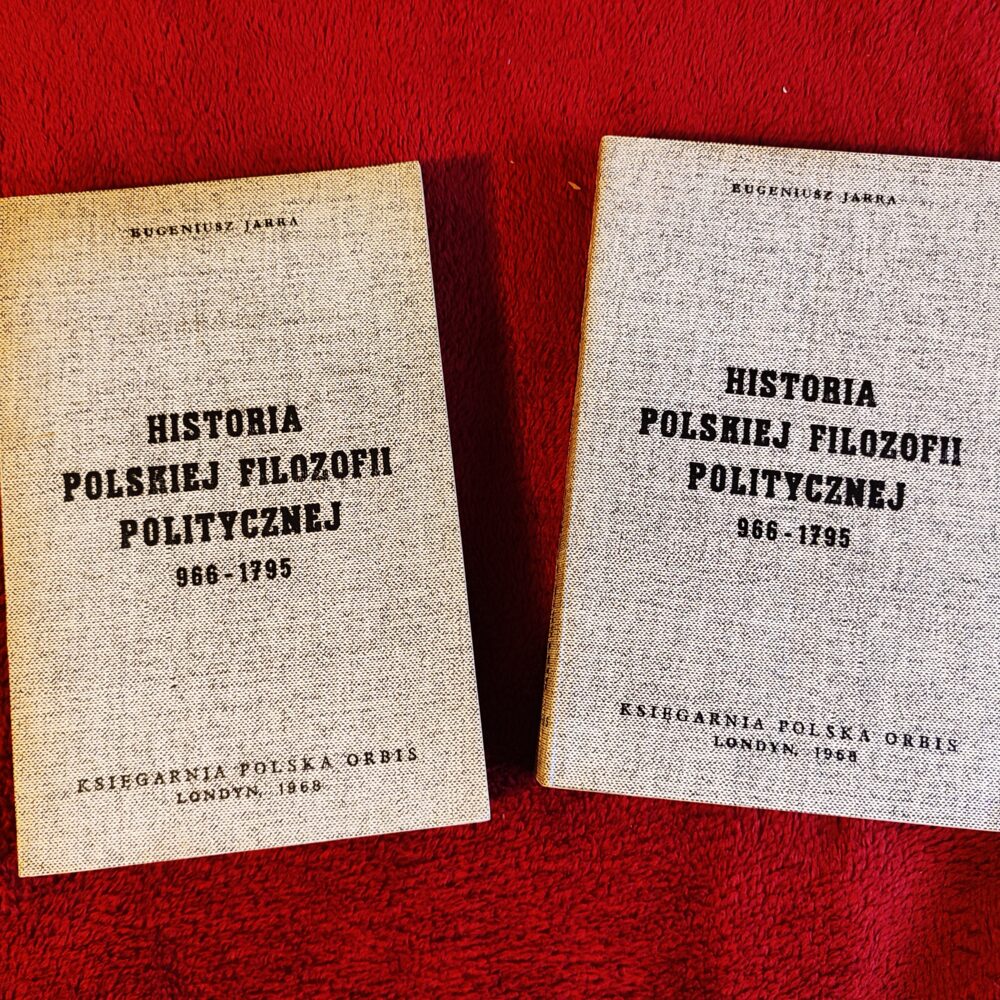 EUGENIUSZ JARRA
HISTORIA
POLSKIEJ FILOZOFII
POLITYCZNEJ
966-1795
KSIĘGARNIA POLSKA ORBIS
LONDYN, 1968
EUGENIUSZ JARRA
HISTORIA
POLSKIEJ FILOZOFII
POLITYCZNEJ
966-1795
KSIĘGARNIA POLSKA ORBIS
LONDYN, 1968